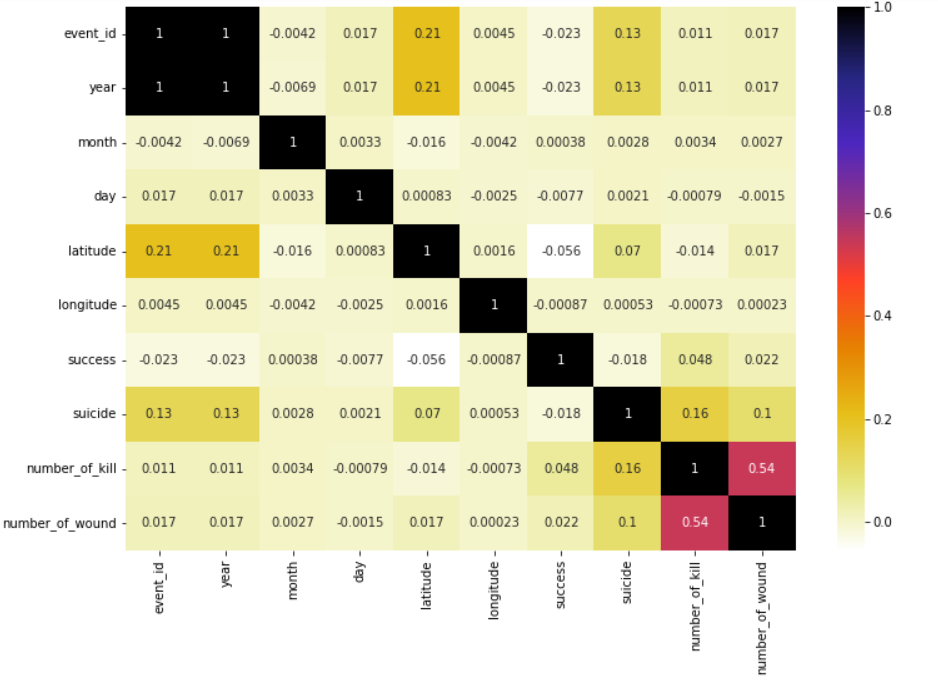 event_id 1 1 -0.0042 0.017 0.21 0.0045 -0.023 0.13 0.011 0.017
year 1 1 -0.0069 0.017 0.21 0.0045 -0.023 0.13 0.011 0.017
month -0.0042 -0.0069 1 0.0033 -0.016 -0.0042 0.00038 0.0028 0.0034 0.0027
day 0.017 0.017 0.0033 1 0.00083 -0.0025 -0.0077 0.0021 -0.00079 -0.0015
latitude 0.21 0.21 -0.016 0.00083 1 0.0016 -0.056 0.07 -0.014 0.017
longitude 0.0045 0.0045 -0.0042 -0.0025 0.0016 1 -0.00087 0.00053 -0.00073 0.00023
success -0.023 -0.023 0.00038 -0.0077 -0.056 -0.00087 1 -0.018 0.048 0.022
suicide 0.13 0.13 0.0028 0.0021 0.07 0.00053 -0.018 1 0.16 0.1
number_of_kill 0.011 0.011 0.0034 -0.00079 -0.014 -0.00073 0.048 0.16 1 0.54
number_of_wound 0.017 0.017 0.0027 -0.0015 0.017 0.00023 0.022 0.1 0.54 1
event_id year month day latitude longitude success suicide number_of_kill number_of_wound
1.0
0.8
0.6
0.4
0.2
0.0